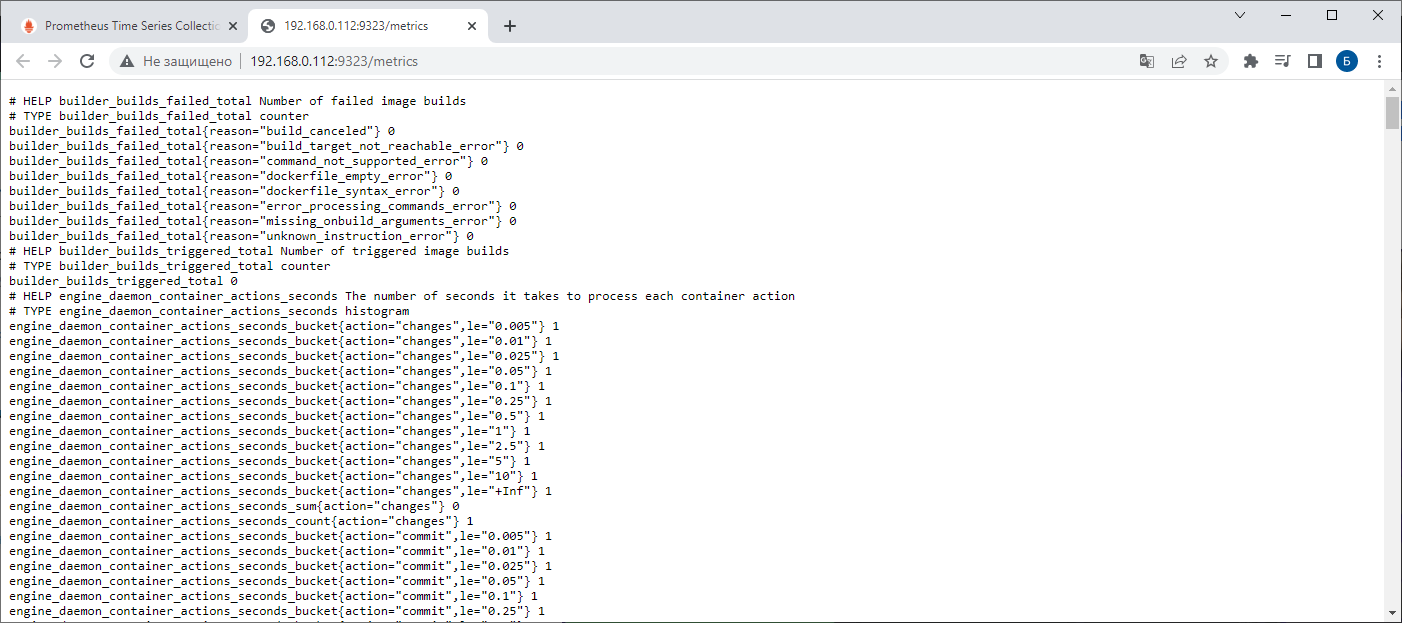 Prometheus Time Series Collectio
192.168.0.112:9323/metrics
Не защищено
192.168.0.112:9323/metrics
Б
# HELP builder_builds_failed_total Number of failed image builds
# TYPE builder_builds_failed_total counter
builder_builds_failed_total{reason="build_canceled"} 0
builder_builds_failed_total{reason="build_target_not_reachable_error"} 0
builder_builds_failed_total{reason="command_not_supported_error"} 0
builder_builds_failed_total{reason="dockerfile_empty_error"} 0
builder_builds_failed_total{reason="dockerfile_syntax_error"} 0
builder_builds_failed_total{reason="error_processing_commands_error"} 0
builder_builds_failed_total{reason="missing_onbuild_arguments_error"} 0
builder_builds_failed_total{reason="unknown_instruction_error"} 0
# HELP builder_builds_triggered_total Number of triggered image builds
# TYPE builder_builds_triggered_total counter
builder_builds_triggered_total 0
# HELP engine_daemon_container_actions_seconds The number of seconds it takes to process each container action
# TYPE engine_daemon_container_actions_seconds histogram
engine_daemon_container_actions_seconds_bucket{action="changes",le="0.005"} 1
engine_daemon_container_actions_seconds_bucket{action="changes",le="0.01"} 1
engine_daemon_container_actions_seconds_bucket{action="changes",le="0.025"} 1
engine_daemon_container_actions_seconds_bucket{action="changes",le="0.05"} 1
engine_daemon_container_actions_seconds_bucket{action="changes",le="0.1"} 1
engine_daemon_container_actions_seconds_bucket{action="changes",le="0.25"} 1
engine_daemon_container_actions_seconds_bucket{action="changes",le="0.5"} 1
engine_daemon_container_actions_seconds_bucket{action="changes",le="1"} 1
engine_daemon_container_actions_seconds_bucket{action="changes",le="2.5"} 1
engine_daemon_container_actions_seconds_bucket{action="changes",le="5"} 1
engine_daemon_container_actions_seconds_bucket{action="changes",le="10"} 1
engine_daemon_container_actions_seconds_bucket{action="changes",le="+Inf"} 1
engine_daemon_container_actions_seconds_sum{action="changes"} 0
engine_daemon_container_actions_seconds_count{action="changes"} 1
engine_daemon_container_actions_seconds_bucket{action="commit",le="0.005"} 1
engine_daemon_container_actions_seconds_bucket{action="commit",le="0.01"} 1
engine_daemon_container_actions_seconds_bucket{action="commit",le="0.025"} 1
engine_daemon_container_actions_seconds_bucket{action="commit",le="0.05"} 1
engine_daemon_container_actions_seconds_bucket{action="commit",le="0.1"} 1
engine_daemon_container_actions_seconds_bucket{action="commit",le="0.25"} 1